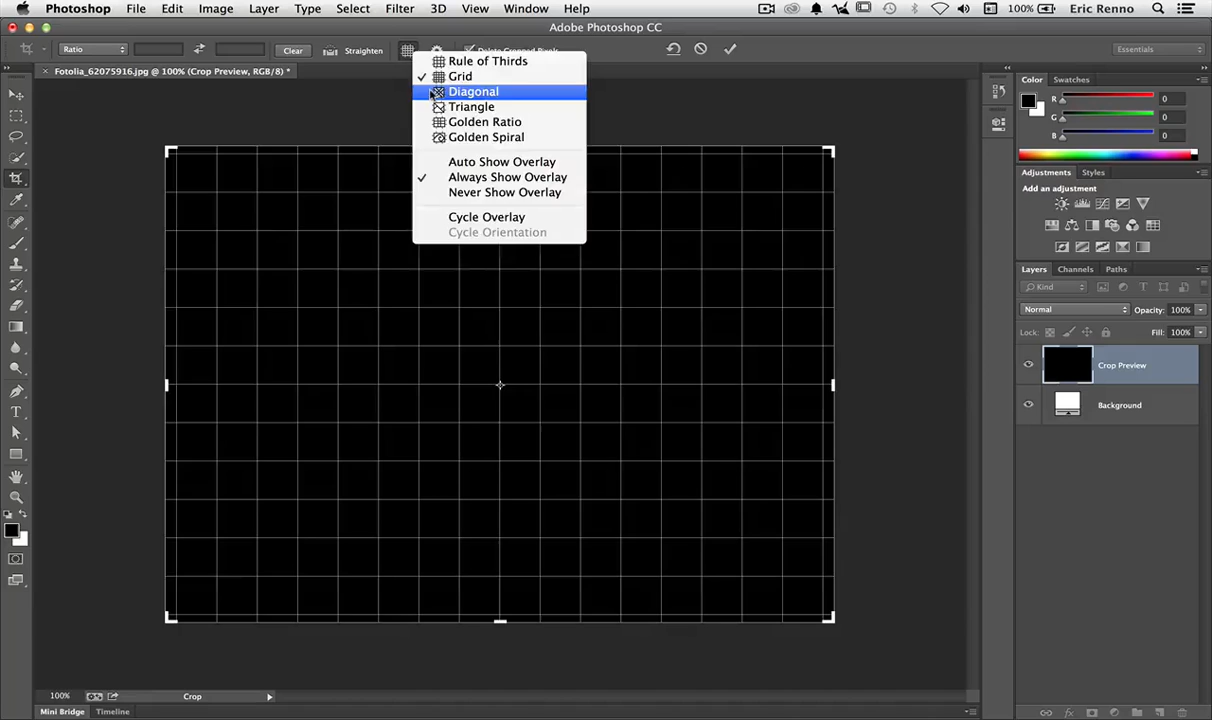 Photoshop File Edit Image Layer Type Select Filter 3D View Window Help 100% Eric Renno
Adobe Photoshop CC
Ratio Clear Straighten Delete Cropped Pixels Essentials
Fotolia_62075916.jpg @ 100% (Crop Preview, RGB/8) *
Rule of Thirds
Grid
Diagonal
Triangle
Golden Ratio
Golden Spiral
Auto Show Overlay
Always Show Overlay
Never Show Overlay
Cycle Overlay
Cycle Orientation
Color Swatches
R 0
G 0
B 0
Adjustments Styles
Add an adjustment
Layers Channels Paths
Kind
Normal Opacity: 100%
Lock: Fill: 100%
Crop Preview
Background
100% Crop
Mini Bridge Timeline